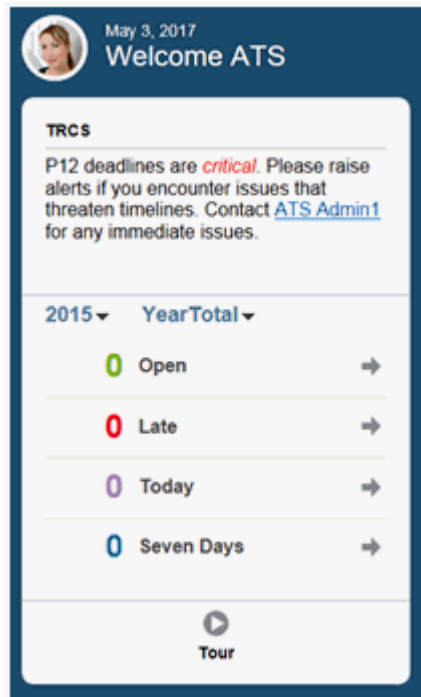 May 3, 2017
Welcome ATS
TRCS
P12 deadlines are critical. Please raise
alerts if you encounter issues that
threaten timelines. Contact ATS Admin1
for any immediate issues.
2015 YearTotal
0 Open
0 Late
0 Today
0 Seven Days
Tour